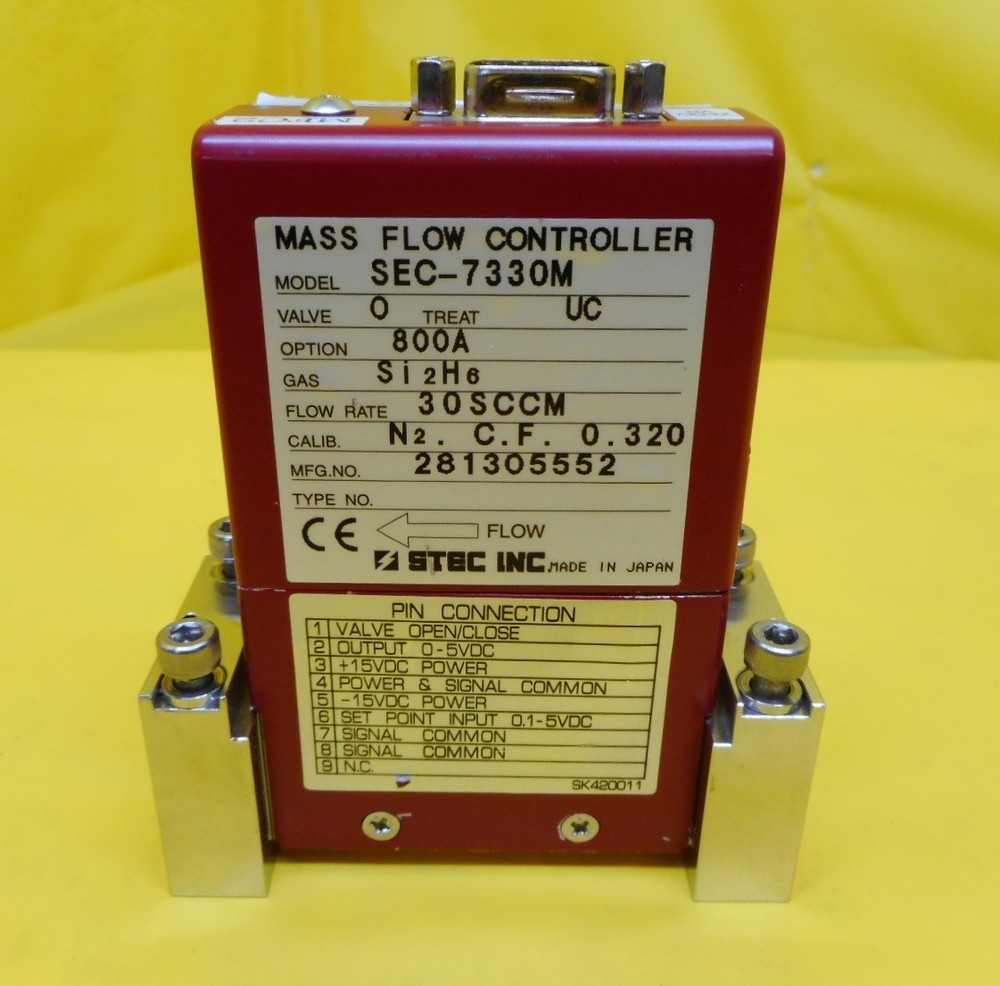 MFC2
MASS FLOW CONTROLLER
MODEL SEC-7330M
VALVE O TREAT UC
OPTION 800A
GAS Si2H6
FLOW RATE 30SCCM
CALIB. N2. C.F. 0.320
MFG.NO. 281305552
TYPE NO.
CE FLOW
STEC INC. MADE IN JAPAN
PIN CONNECTION
1 VALVE OPEN/CLOSE
2 OUTPUT 0-5VDC
3 +15VDC POWER
4 POWER & SIGNAL COMMON
5 -15VDC POWER
6 SET POINT INPUT 0.1-5VDC
7 SIGNAL COMMON
8 SIGNAL COMMON
9 N.C.
SK420011